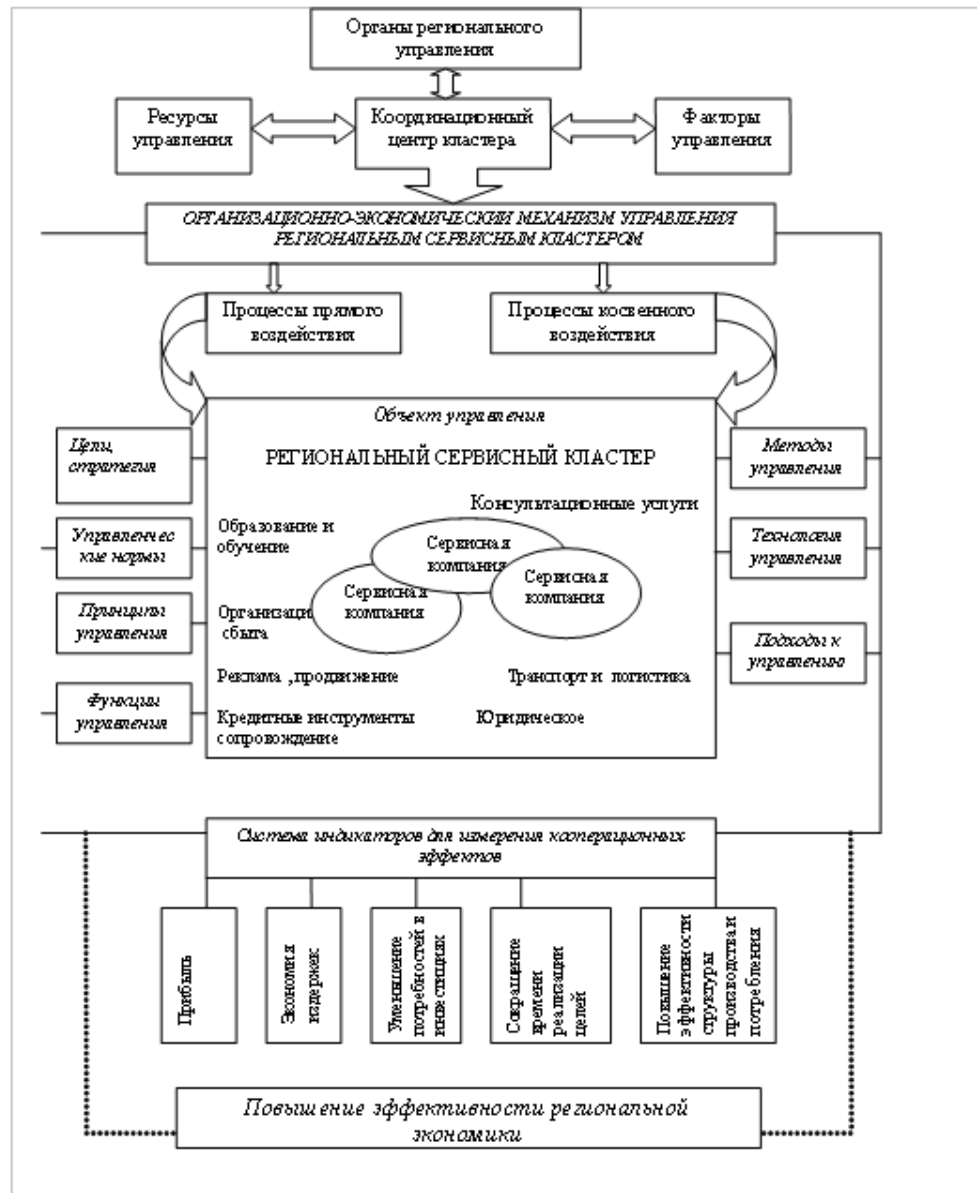 Органы регионального
управления
Ресурсы
управления
Координационный
центр кластера
Факторы
управления
ОРГАНИЗАЦИОННО-ЭКОНОМИЧЕСКИЙ МЕХАНИЗМ УПРАВЛЕНИЯ
РЕГИОНАЛЬНЫМ СЕРВИСНЫМ КЛАСТЕРОМ
Процессы прямого
воздействия
Процессы косвенного
воздействия
Объект управления
РЕГИОНАЛЬНЫЙ СЕРВИСНЫЙ КЛАСТЕР
Цели,
стратегия
Управленчес
кие нормы
Принципы
управления
Функции
управления
Консультационные услуги
Образование и
обучение
Сервисная
компания
Сервисная
компания
Сервисная
компания
Организаци
сбыта
Реклама ,продвижение
Транспорт и логистика
Кредитные инструменты
сопровождение
Юридическое
Методы
управления
Технология
управления
Подходы к
управлению
Система индикаторов для измерения кооперационных
эффектов
Прибыль
Экономия
издержек
Уменьшение
потребностей в
инвестициях
Сокращение
времени
реализации
целей
Повышение
эффективности
структуры
производства и
потребления
Повышение эффективности региональной
экономики